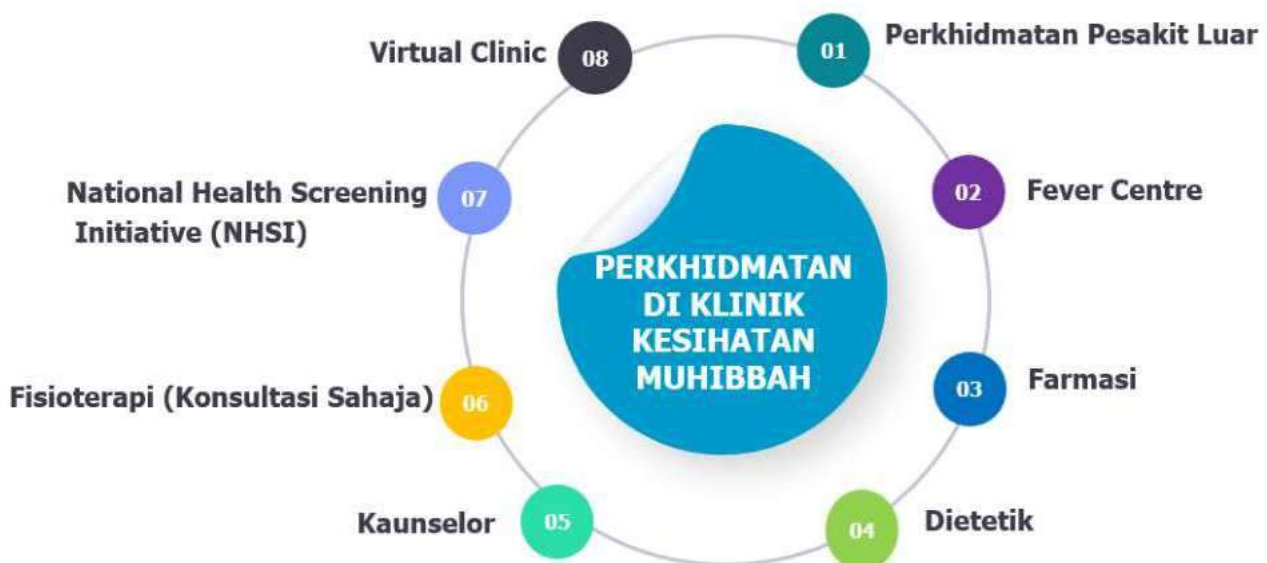 PERKHIDMATAN
DI KLINIK
KESIHATAN
MUHIBBAH
01
Perkhidmatan Pesakit Luar
02
Fever Centre
03
Farmasi
04
Dietetik
05
Kaunselor
06
Fisioterapi (Konsultasi Sahaja)
07
National Health Screening
Initiative (NHSI)
08
Virtual Clinic